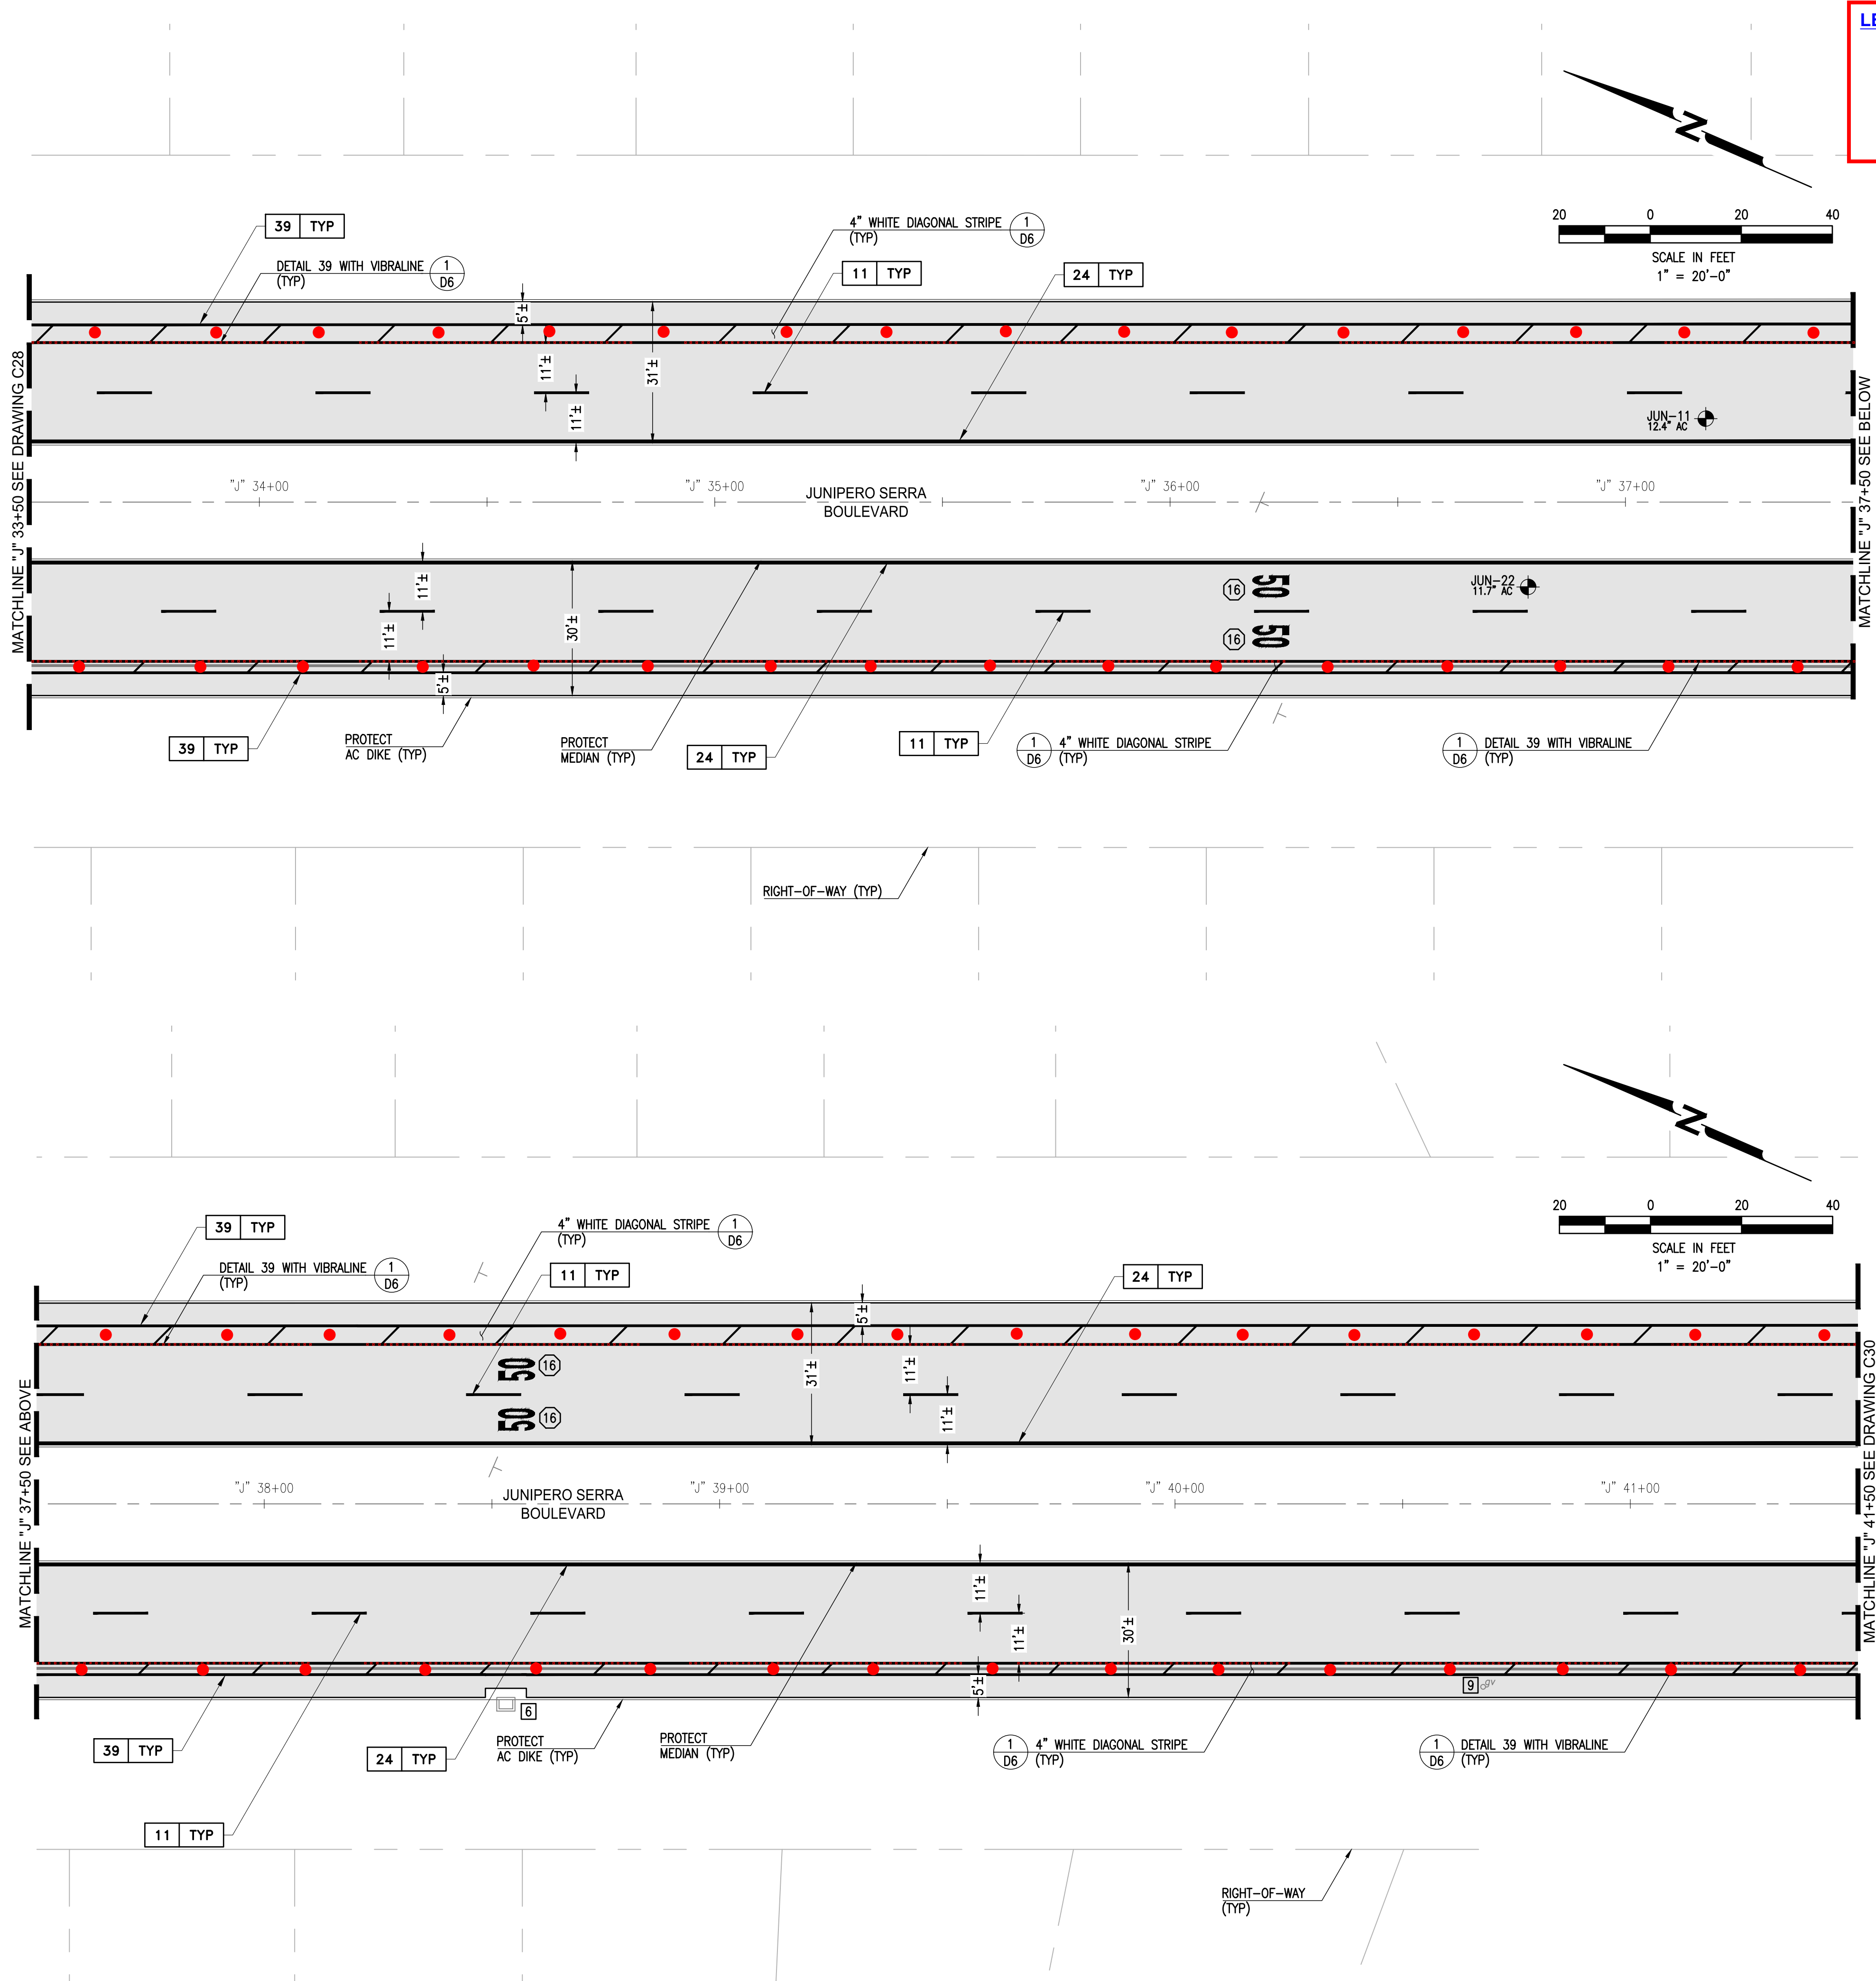 LE
N
20 0 20 40
SCALE IN FEET
1" = 20'-0"
39 TYP
4" WHITE DIAGONAL STRIPE
(TYP)
1
D6
DETAIL 39 WITH VIBRALINE
(TYP)
1
D6
11 TYP
24 TYP
5'±
11'±
11'±
31'±
JUN-11
12.4" AC
MATCHLINE "J" 33+50 SEE DRAWING C28
MATCHLINE "J" 37+50 SEE BELOW
"J" 34+00
"J" 35+00
"J" 36+00
"J" 37+00
JUNIPERO SERRA
BOULEVARD
11'±
11'±
5'±
30'±
16 50
16 50
JUN-22
11.7" AC
39 TYP
PROTECT
AC DIKE (TYP)
PROTECT
MEDIAN (TYP)
24 TYP
11 TYP
1
D6
4" WHITE DIAGONAL STRIPE
(TYP)
1
D6
DETAIL 39 WITH VIBRALINE
(TYP)
RIGHT-OF-WAY (TYP)
N
20 0 20 40
SCALE IN FEET
1" = 20'-0"
39 TYP
4" WHITE DIAGONAL STRIPE
(TYP)
1
D6
DETAIL 39 WITH VIBRALINE
(TYP)
1
D6
11 TYP
24 TYP
50 16
50 16
31'±
5'±
11'±
11'±
MATCHLINE "J" 37+50 SEE ABOVE
MATCHLINE "J" 41+50 SEE DRAWING C30
"J" 38+00
"J" 39+00
"J" 40+00
"J" 41+00
JUNIPERO SERRA
BOULEVARD
11'±
11'±
5'±
30'±
6
9
gv
39 TYP
24 TYP
PROTECT
AC DIKE (TYP)
PROTECT
MEDIAN (TYP)
1
D6
4" WHITE DIAGONAL STRIPE
(TYP)
1
D6
DETAIL 39 WITH VIBRALINE
(TYP)
11 TYP
RIGHT-OF-WAY
(TYP)